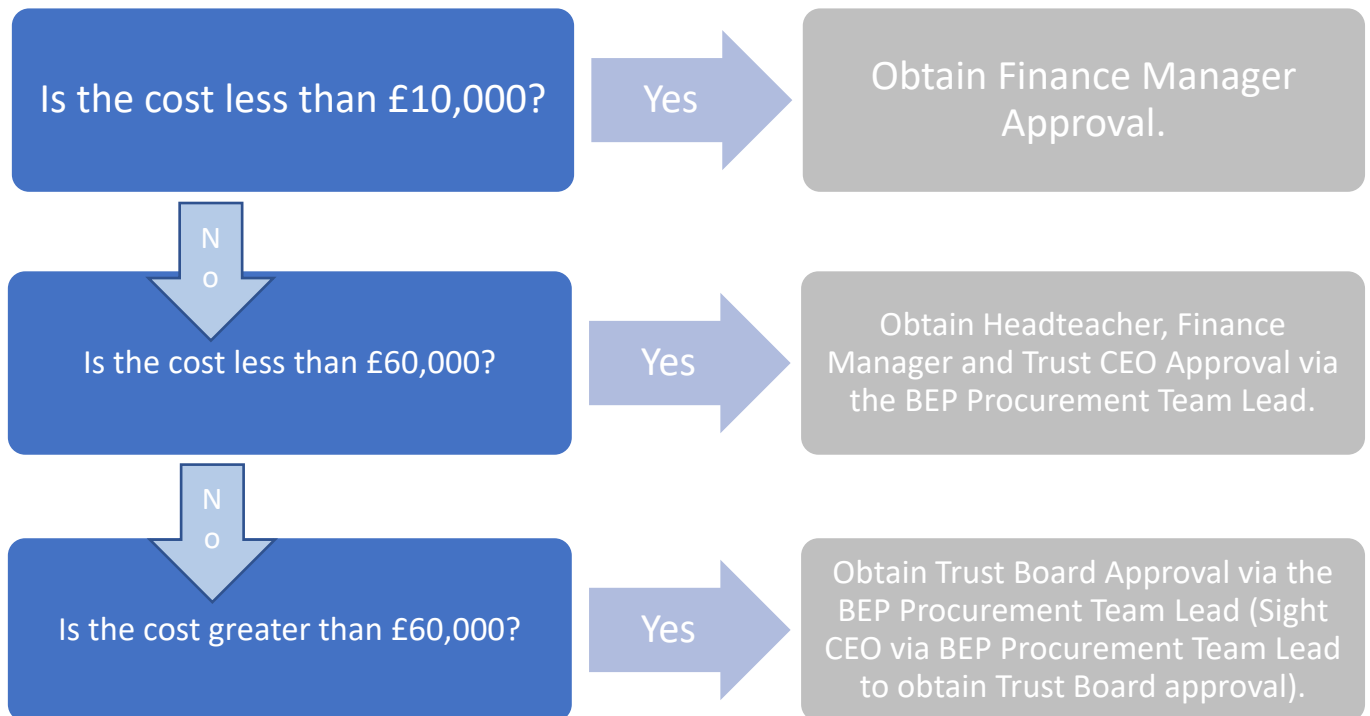 Is the cost less than £10,000?
Yes
Obtain Finance Manager
Approval.
N
o
Is the cost less than £60,000?
Yes
Obtain Headteacher, Finance
Manager and Trust CEO Approval via
the BEP Procurement Team Lead.
N
o
Is the cost greater than £60,000?
Yes
Obtain Trust Board Approval via the
BEP Procurement Team Lead (Sight
CEO via BEP Procurement Team Lead
to obtain Trust Board approval).